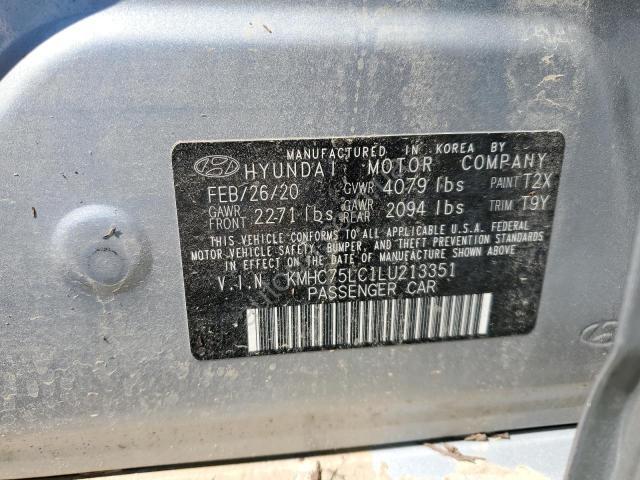 MANUFACTURED IN KOREA BY
HYUNDAI MOTOR COMPANY
FEB/26/20 GVWR 4079 lbs PAINT T2X
GAWR FRONT 2271 lbs GAWR REAR 2094 lbs TRIM T9Y
THIS VEHICLE CONFORMS TO ALL APPLICABLE U.S.A. FEDERAL
MOTOR VEHICLE SAFETY, BUMPER, AND THEFT PREVENTION STANDARDS
IN EFFECT ON THE DATE OF MANUFACTURE SHOWN ABOVE.
V.I.N. KMHC75LC1LU213351
PASSENGER CAR